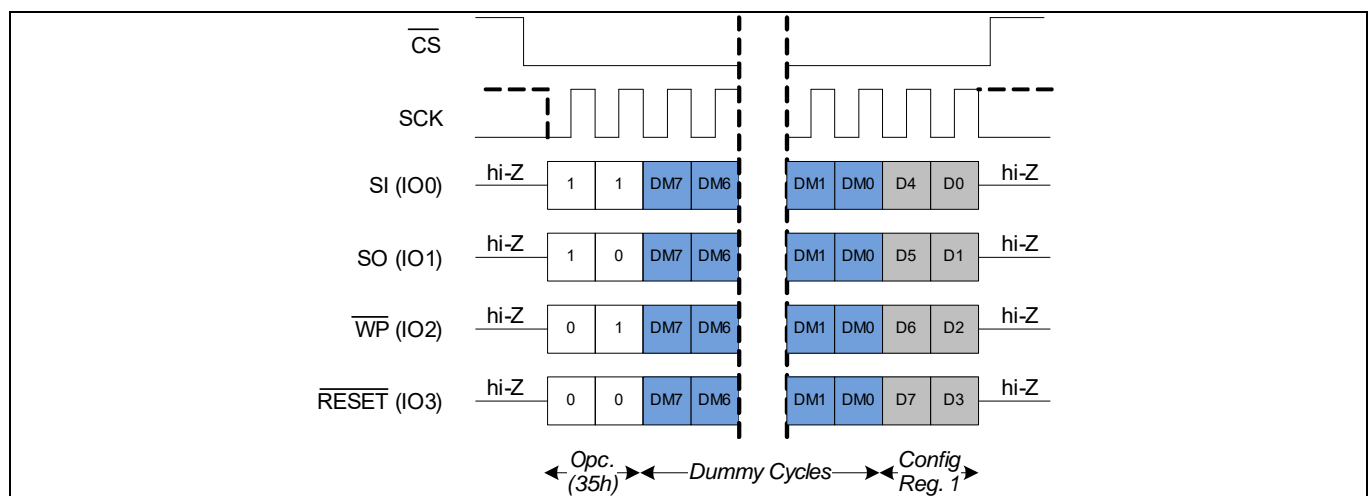 CS
SCK
SI (IO0) hi-Z 1 1 DM7 DM6 DM1 DM0 D4 D0 hi-Z
SO (IO1) hi-Z 1 0 DM7 DM6 DM1 DM0 D5 D1 hi-Z
WP (IO2) hi-Z 0 1 DM7 DM6 DM1 DM0 D6 D2 hi-Z
RESET (IO3) hi-Z 0 0 DM7 DM6 DM1 DM0 D7 D3 hi-Z
Opc. Dummy Cycles Config
(35h) Reg. 1